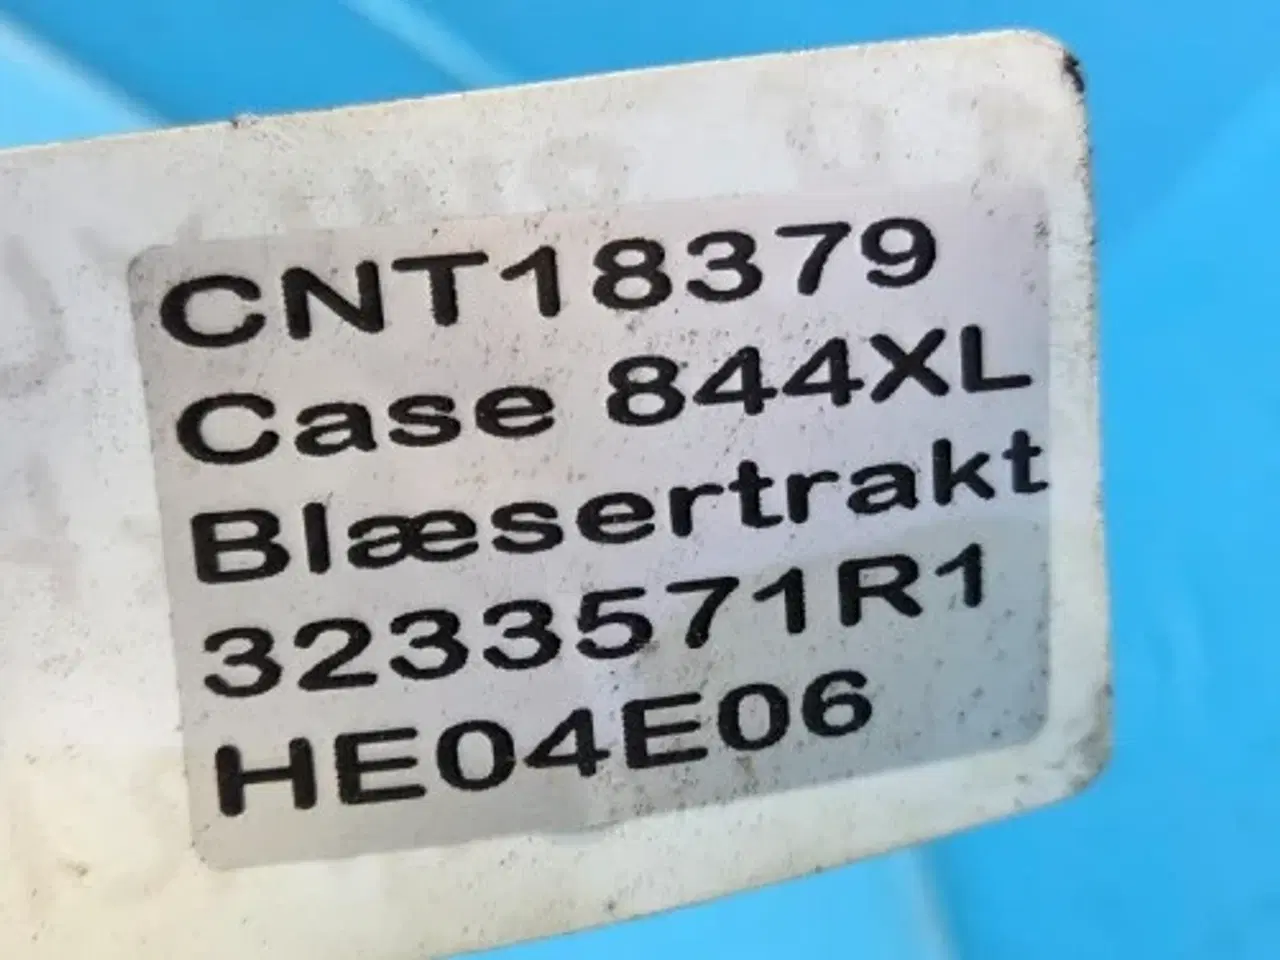 CNT18379
Case 844XL
Blæsertrakt
3233571R1
HE04E06